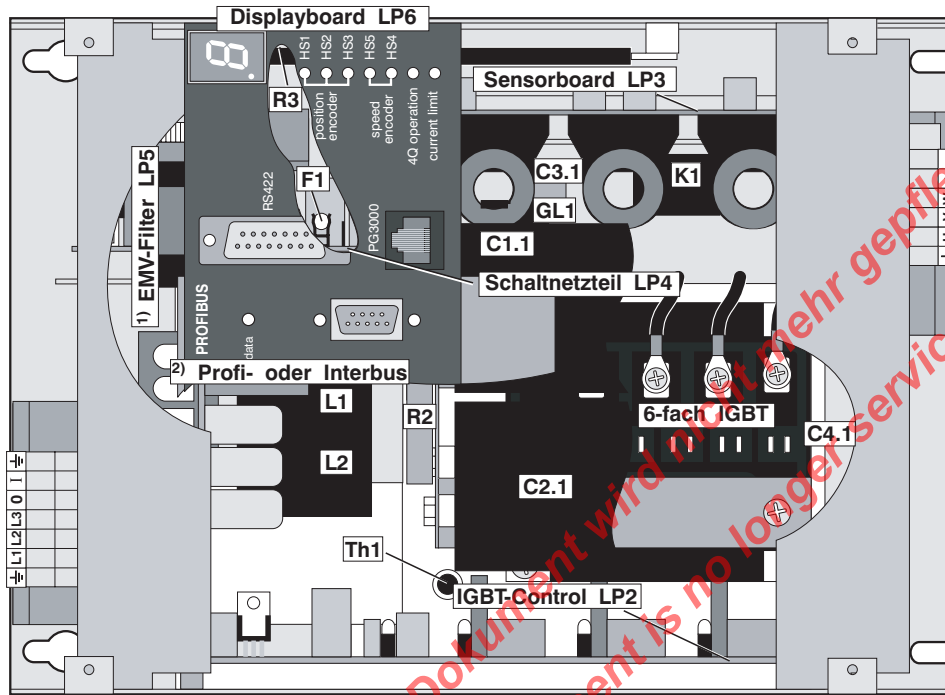 Displayboard LP6
8.
HS1
HS2
HS3
HS5
HS4
position
encoder
speed
encoder
4Q operation
current limit
Sensorboard LP3
R3
F1
RS422
PG3000
C3.1
K1
GL1
C1.1
1) EMV-Filter LP5
Schaltnetzteil LP4
PROFIBUS
data
2) Profi- oder Interbus
L1
L2
R2
6-fach IGBT
C4.1
C2.1
Th1
IGBT-Control LP2
L1 L2 L3 0 I
Dokument wird nicht mehr gepfle
ent is no longer servic